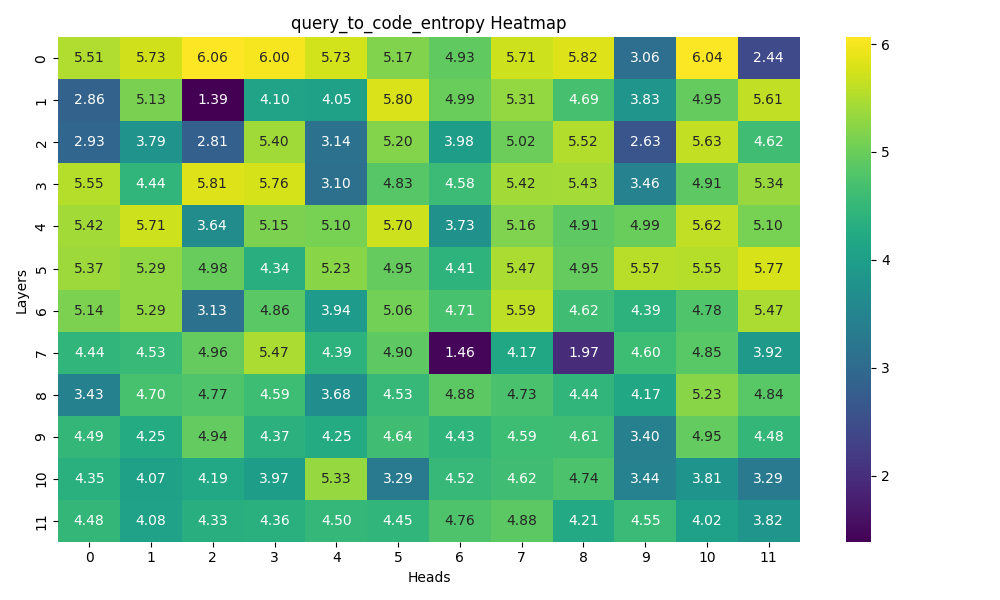 query_to_code_entropy Heatmap
0 5.51 5.73 6.06 6.00 5.73 5.17 4.93 5.71 5.82 3.06 6.04 2.44
1 2.86 5.13 1.39 4.10 4.05 5.80 4.99 5.31 4.69 3.83 4.95 5.61
2 2.93 3.79 2.81 5.40 3.14 5.20 3.98 5.02 5.52 2.63 5.63 4.62
3 5.55 4.44 5.81 5.76 3.10 4.83 4.58 5.42 5.43 3.46 4.91 5.34
4 5.42 5.71 3.64 5.15 5.10 5.70 3.73 5.16 4.91 4.99 5.62 5.10
5 5.37 5.29 4.98 4.34 5.23 4.95 4.41 5.47 4.95 5.57 5.55 5.77
6 5.14 5.29 3.13 4.86 3.94 5.06 4.71 5.59 4.62 4.39 4.78 5.47
7 4.44 4.53 4.96 5.47 4.39 4.90 1.46 4.17 1.97 4.60 4.85 3.92
8 3.43 4.70 4.77 4.59 3.68 4.53 4.88 4.73 4.44 4.17 5.23 4.84
9 4.49 4.25 4.94 4.37 4.25 4.64 4.43 4.59 4.61 3.40 4.95 4.48
10 4.35 4.07 4.19 3.97 5.33 3.29 4.52 4.62 4.74 3.44 3.81 3.29
11 4.48 4.08 4.33 4.36 4.50 4.45 4.76 4.88 4.21 4.55 4.02 3.82
0 1 2 3 4 5 6 7 8 9 10 11
Heads
Layers
6
5
4
3
2